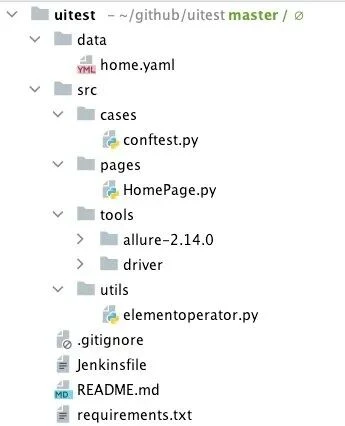 uitest – ~/github/uitest master / ∅
data
YML home.yaml
src
cases
conftest.py
pages
HomePage.py
tools
allure-2.14.0
driver
utils
elementoperator.py
.gitignore
Jenkinsfile
MD README.md
requirements.txt